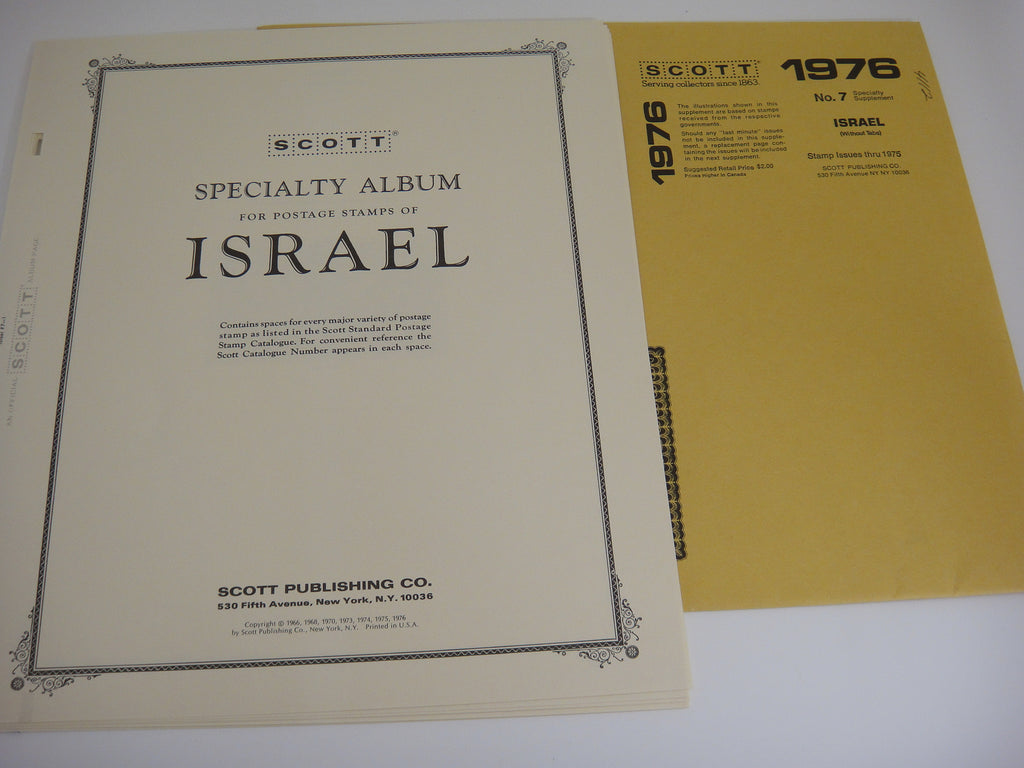 SCOTT®
SPECIALTY ALBUM
FOR POSTAGE STAMPS OF
ISRAEL
Contains spaces for every major variety of postage
stamp as listed in the Scott Standard Postage
Stamp Catalogue. For convenient reference the
Scott Catalogue Number appears in each space.
SCOTT PUBLISHING CO.
530 Fifth Avenue, New York, N.Y. 10036
Copyright © 1966, 1968, 1970, 1973, 1974, 1975, 1976
by Scott Publishing Co., New York, N.Y. Printed in U.S.A.
AN OFFICIAL SCOTT ALBUM PAGE
SCOTT®
Serving collectors since 1863.
1976
The illustrations shown in this
supplement are based on stamps
received from the respective
governments.
Should any "last minute" issues
not be included in this supple-
ment, a replacement page con-
taining the issues will be included
in the next supplement.
Suggested Retail Price $2.00
Prices Higher in Canada
1976
No. 7 Specialty
Supplement
ISRAEL
(Without Tabs)
Stamp Issues thru 1975
SCOTT PUBLISHING CO.
530 Fifth Avenue NY NY 10036